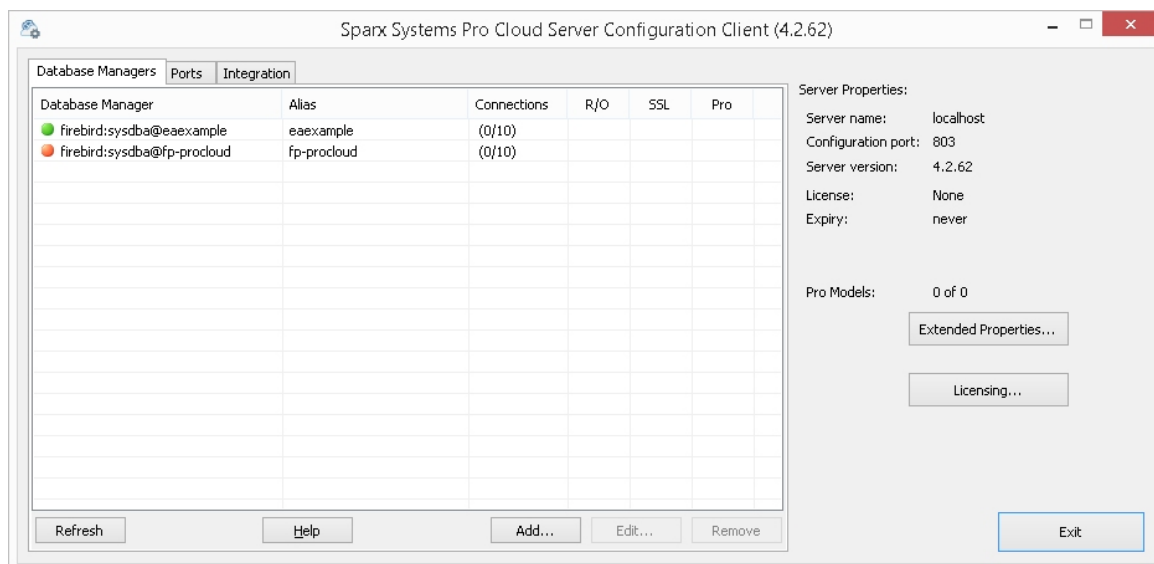 Sparx Systems Pro Cloud Server Configuration Client (4.2.62)
Database Managers Ports Integration
Database Manager Alias Connections R/O SSL Pro
firebird:sysdba@eaexample eaexample (0/10)
firebird:sysdba@fp-procloud fp-procloud (0/10)
Refresh Help Add... Edit... Remove
Server Properties:
Server name: localhost
Configuration port: 803
Server version: 4.2.62
License: None
Expiry: never
Pro Models: 0 of 0
Extended Properties...
Licensing...
Exit